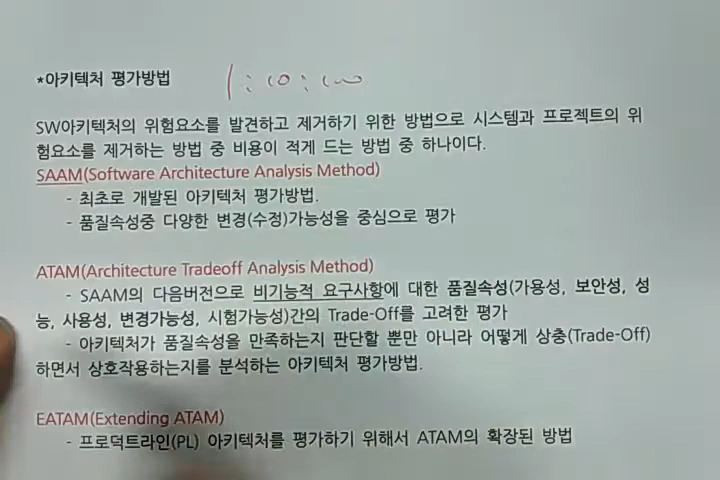 *아키텍처 평가방법 1:10:100
SW아키텍처의 위험요소를 발견하고 제거하기 위한 방법으로 시스템과 프로젝트의 위
험요소를 제거하는 방법 중 비용이 적게 드는 방법 중 하나이다.
SAAM(Software Architecture Analysis Method)
- 최초로 개발된 아키텍처 평가방법.
- 품질속성중 다양한 변경(수정)가능성을 중심으로 평가
ATAM(Architecture Tradeoff Analysis Method)
- SAAM의 다음버전으로 비기능적 요구사항에 대한 품질속성(가용성, 보안성, 성
능, 사용성, 변경가능성, 시험가능성)간의 Trade-Off를 고려한 평가
- 아키텍처가 품질속성을 만족하는지 판단할 뿐만 아니라 어떻게 상충(Trade-Off)
하면서 상호작용하는지를 분석하는 아키텍처 평가방법.
EATAM(Extending ATAM)
- 프로덕트라인(PL) 아키텍처를 평가하기 위해서 ATAM의 확장된 방법